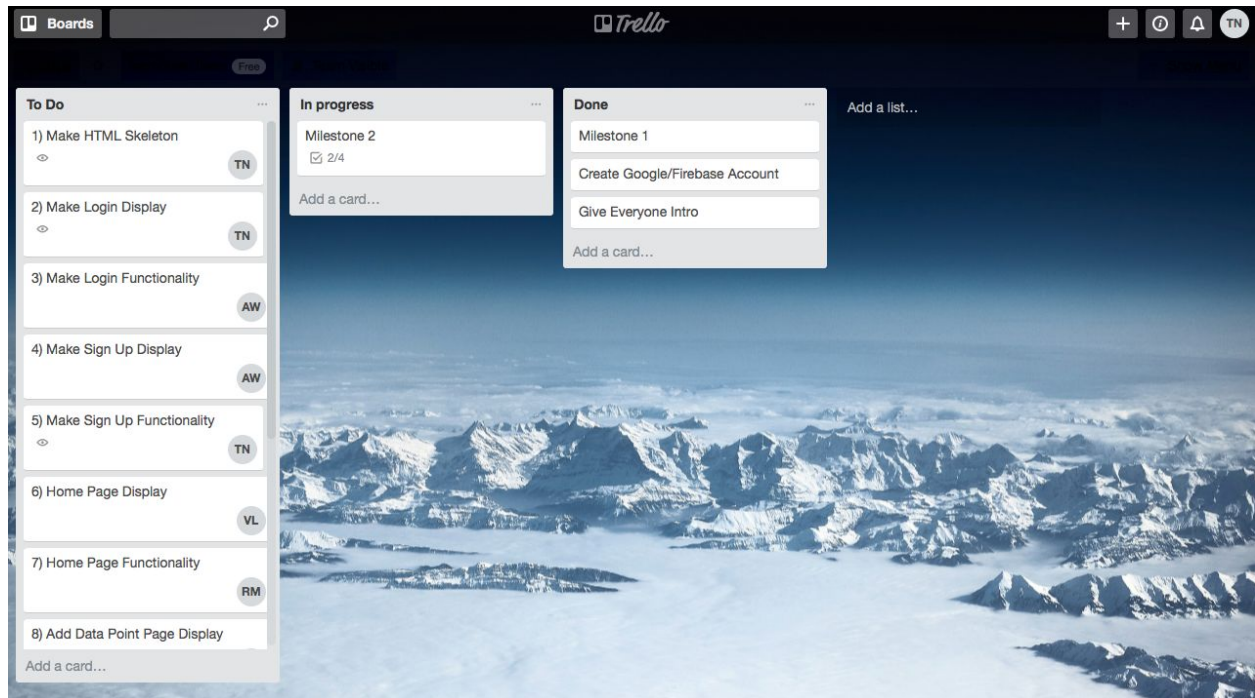 Boards
Trello
TN
Free
To Do
1) Make HTML Skeleton
TN
2) Make Login Display
TN
3) Make Login Functionality
AW
4) Make Sign Up Display
AW
5) Make Sign Up Functionality
TN
6) Home Page Display
VL
7) Home Page Functionality
RM
8) Add Data Point Page Display
Add a card...
In progress
Milestone 2
2/4
Add a card...
Done
Milestone 1
Create Google/Firebase Account
Give Everyone Intro
Add a card...
Add a list...